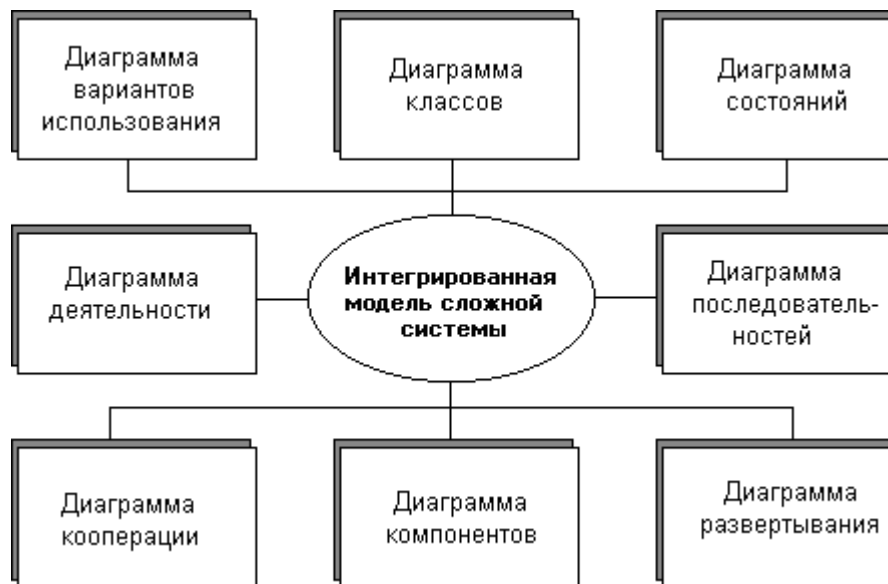 Диаграмма
вариантов
использования
Диаграмма
классов
Диаграмма
состояний
Диаграмма
деятельности
Интегрированная
модель сложной
системы
Диаграмма
последователь-
ностей
Диаграмма
кооперации
Диаграмма
компонентов
Диаграмма
развертывания